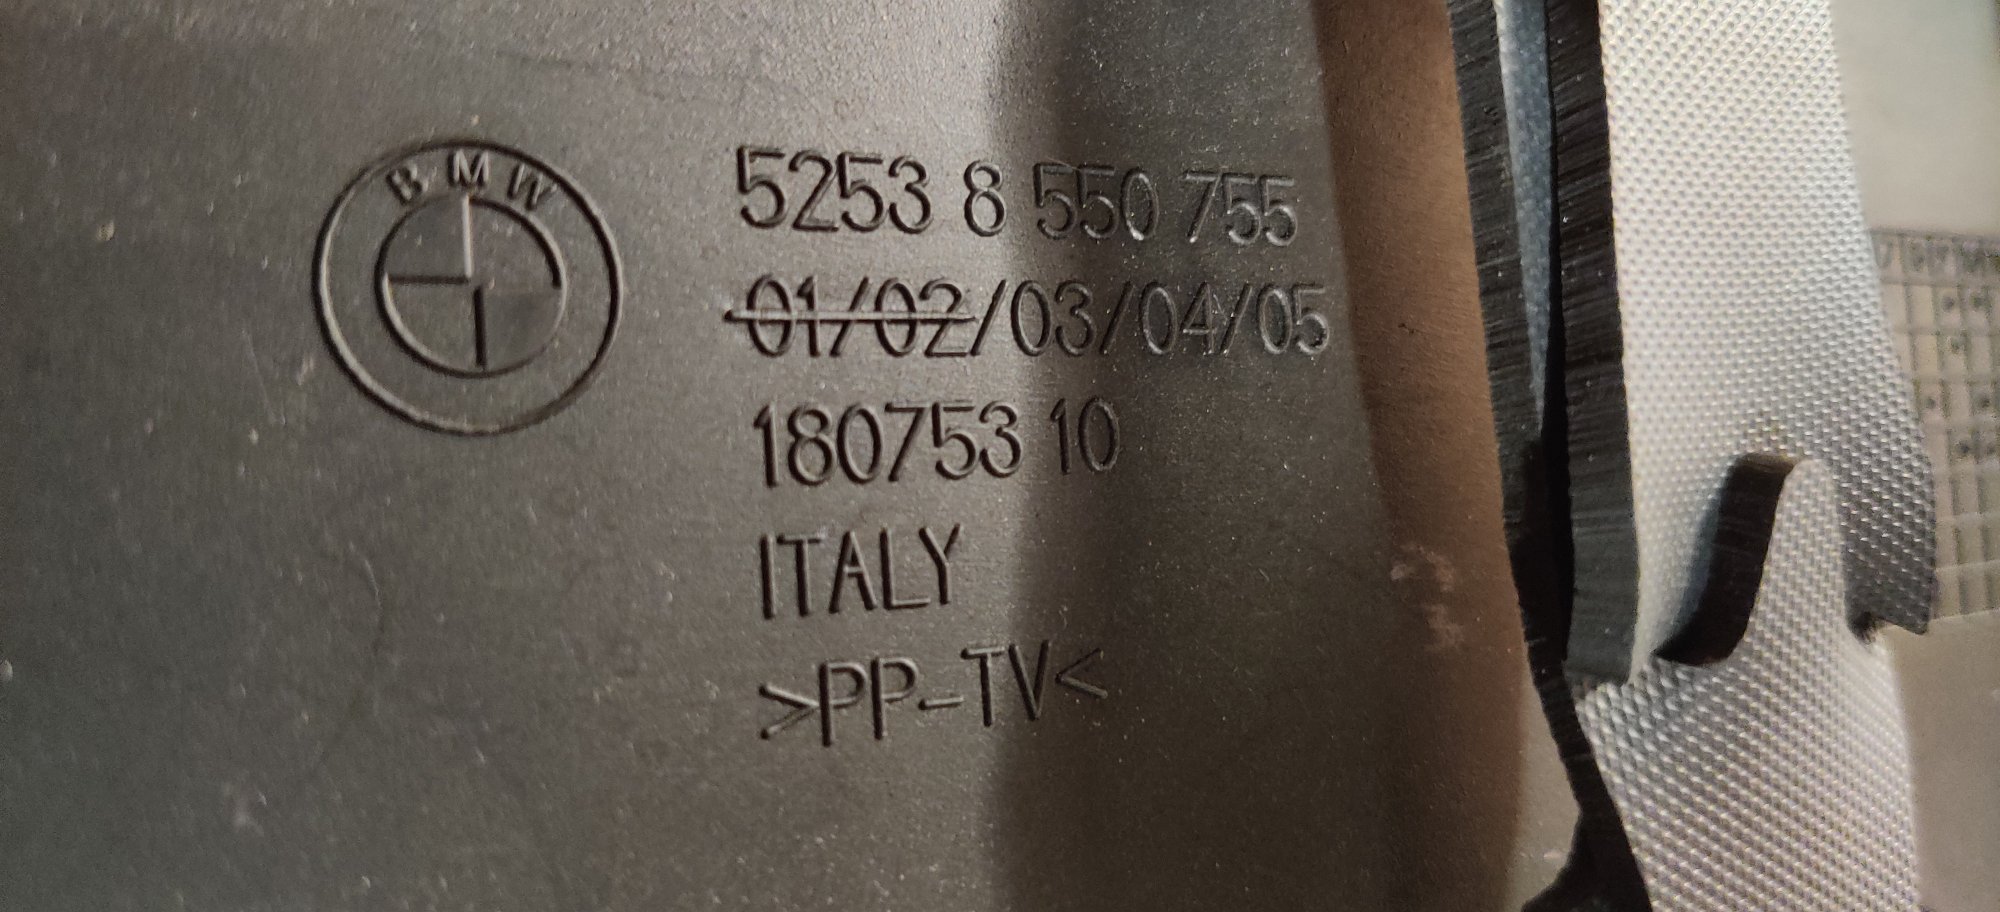 BMW
5253 8 550 755
01/02/03/04/05
180753 10
ITALY
>PP-TV<